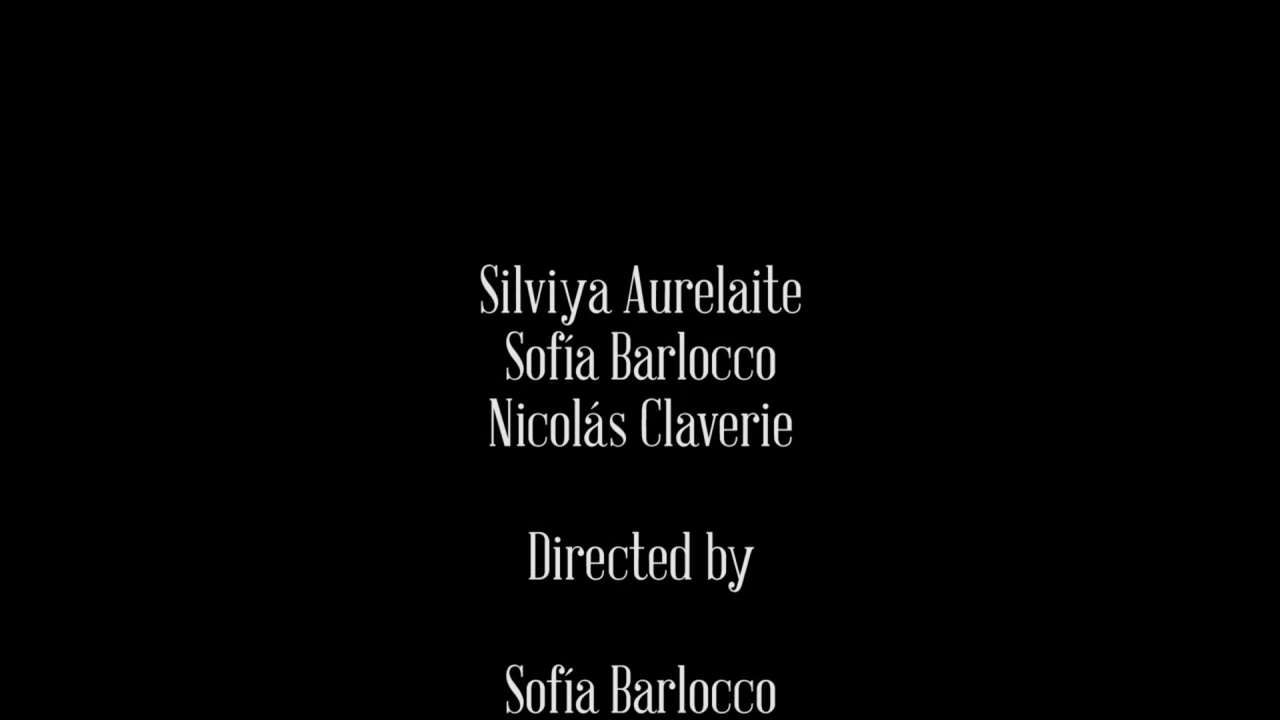 Silviya Aurelaite
Sofía Barlocco
Nicolás Claverie
Directed by
Sofía Barlocco